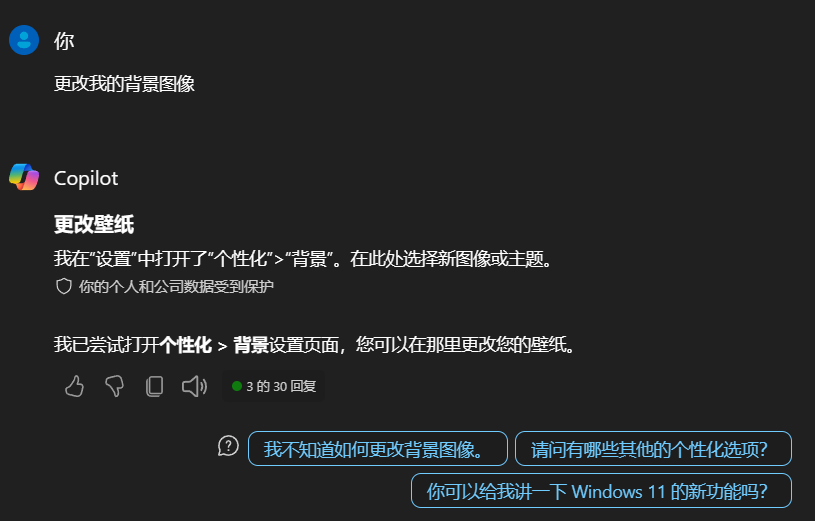 你
更改我的背景图像
Copilot
更改壁纸
我在"设置"中打开了"个性化">"背景"。在此处选择新图像或主题。
你的个人和公司数据受到保护
我已尝试打开个性化 > 背景设置页面，您可以在那里更改您的壁纸。
3 的 30 回复
我不知道如何更改背景图像。
请问有哪些其他的个性化选项?
你可以给我讲一下 Windows 11 的新功能吗?